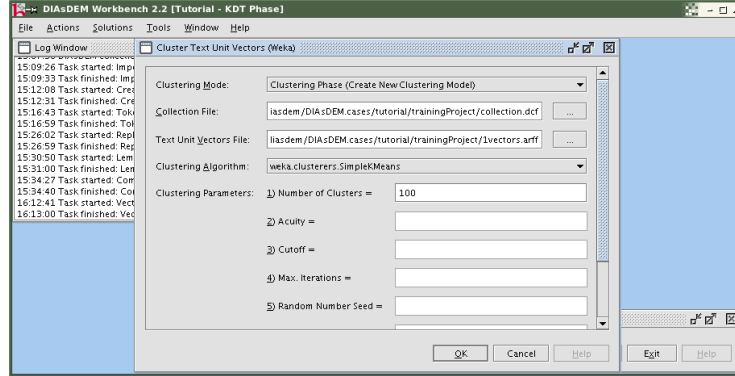 DIAsDEM Workbench 2.2 [Tutorial - KDT Phase]
File Actions Solutions Tools Window Help
Log Window
15:09:26 Task started: Impo
15:09:33 Task finished: Imp
15:12:08 Task started: Crea
15:12:31 Task finished: Cre
15:16:43 Task started: Toke
15:16:59 Task finished: Tok
15:26:02 Task started: Repl
15:26:59 Task finished: Rep
15:30:50 Task started: Lem
15:31:00 Task finished: Len
15:34:27 Task started: Com
15:34:40 Task finished: Co
16:12:41 Task started: Vect
16:13:00 Task finished: Vec
Cluster Text Unit Vectors (Weka)
Clustering Mode: Clustering Phase (Create New Clustering Model)
Collection File: iasdem/DIAsDEM.cases/tutorial/trainingProject/collection.dcf ...
Text Unit Vectors File: liasdem/DIAsDEM.cases/tutorial/trainingProject/1vectors.arff ...
Clustering Algorithm: weka.clusterers.SimpleKMeans
Clustering Parameters: 1) Number of Clusters = 100
2) Acuity =
3) Cutoff =
4) Max. Iterations =
5) Random Number Seed =
OK Cancel Help
Exit Help